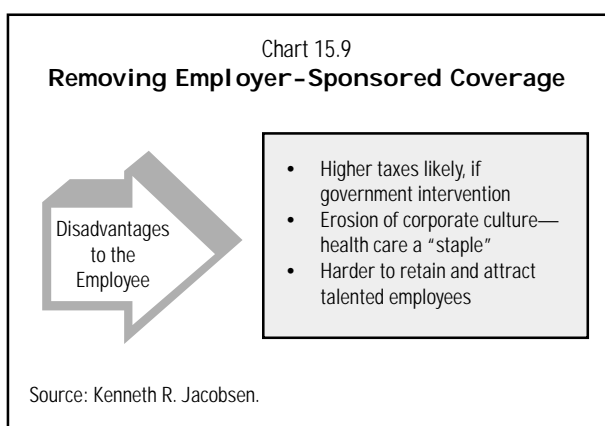 Chart 15.9
Removing Employer-Sponsored Coverage
Disadvantages
to the
Employee
• Higher taxes likely, if
government intervention
• Erosion of corporate culture—
health care a “staple”
• Harder to retain and attract
talented employees
Source: Kenneth R. Jacobsen.